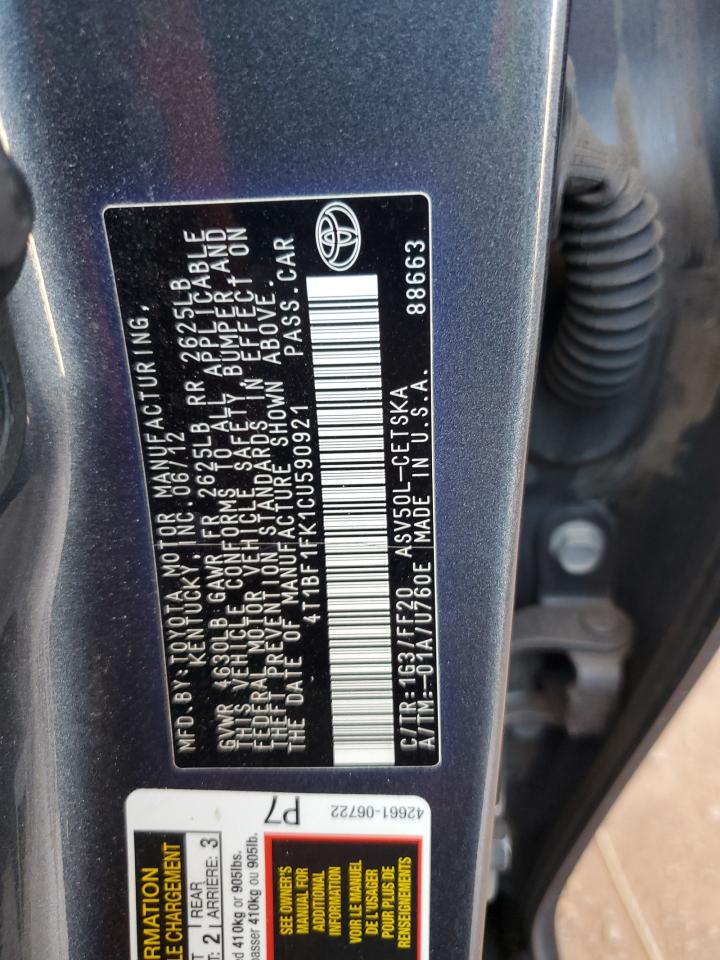 MFD. BY: TOYOTA MOTOR MANUFACTURING,
KENTUCKY, INC. 06/12
GVWR 4630LB GAWR FR 2625LB RR 2625LB
THIS VEHICLE CONFORMS TO ALL APPLICABLE
FEDERAL MOTOR VEHICLE SAFETY, BUMPER, AND
THEFT PREVENTION STANDARDS IN EFFECT ON
THE DATE OF MANUFACTURE SHOWN ABOVE.
4T1BF1FK1CU590921 PASS. CAR
C/TR: 1G3/FF20 ASV50L-CETSKA 88663
A/TM: -01A/U760E MADE IN U.S.A.
RMATION
LE CHARGEMENT
T 2 REAR 3
T: ARRIÈRE:
ed 410kg or 905lbs.
passer 410kg ou 905lb.
P7
SEE OWNER'S
MANUAL FOR
ADDITIONAL
INFORMATION
VOIR LE MANUEL
DE L'USAGER
POUR PLUS DE
RENSEIGNEMENTS
42661-06722